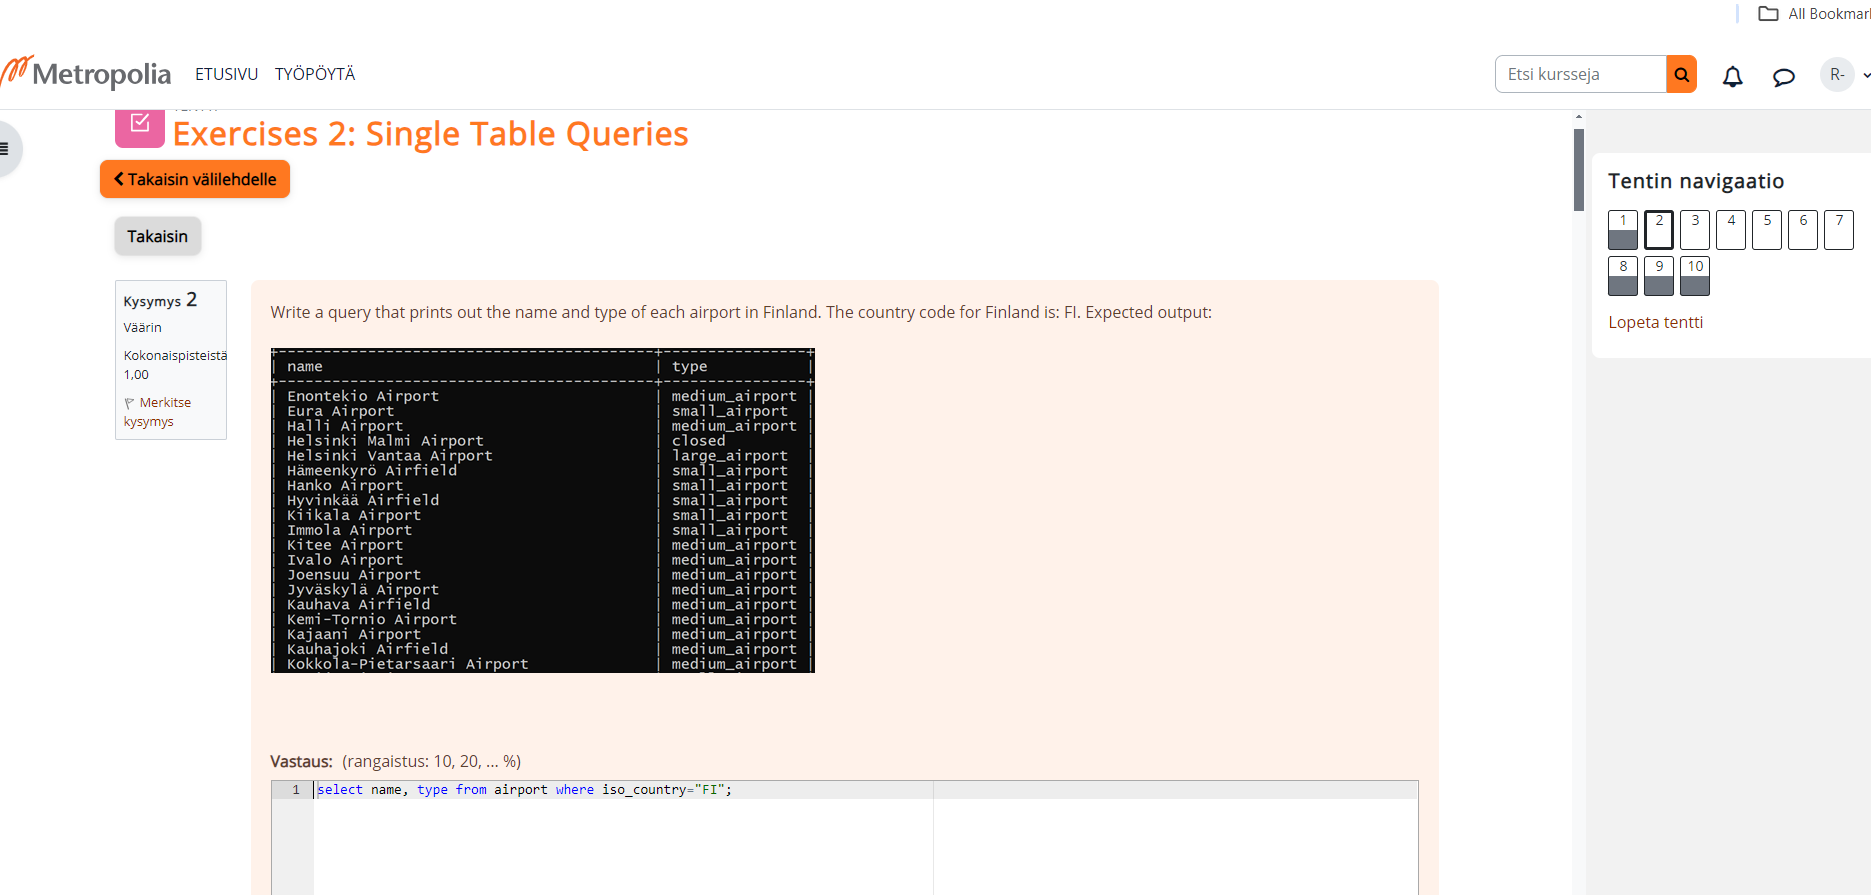 All Bookmar
Metropolia ETUSIVU TYÖPÖYTÄ Etsi kursseja R-
Exercises 2: Single Table Queries
Takaisin välilehdelle
Takaisin
Kysymys 2
Väärin
Kokonaispisteistä
1,00
Merkitse
kysymys
Write a query that prints out the name and type of each airport in Finland. The country code for Finland is: FI. Expected output:
+------------------------------------------+----------------+
| name | type |
+------------------------------------------+----------------+
| Enontekio Airport | medium_airport |
| Eura Airport | small_airport |
| Halli Airport | medium_airport |
| Helsinki Malmi Airport | closed |
| Helsinki Vantaa Airport | large_airport |
| Hämeenkyrö Airfield | small_airport |
| Hanko Airport | small_airport |
| Hyvinkää Airfield | small_airport |
| Kiikala Airport | small_airport |
| Immola Airport | small_airport |
| Kitee Airport | medium_airport |
| Ivalo Airport | medium_airport |
| Joensuu Airport | medium_airport |
| Jyväskylä Airport | medium_airport |
| Kauhava Airfield | medium_airport |
| Kemi-Tornio Airport | medium_airport |
| Kajaani Airport | medium_airport |
| Kauhajoki Airfield | medium_airport |
| Kokkola-Pietarsaari Airport | medium_airport |
Vastaus: (rangaistus: 10, 20, ... %)
1 select name, type from airport where iso_country="FI";
Tentin navigaatio
1 2 3 4 5 6 7
8 9 10
Lopeta tentti